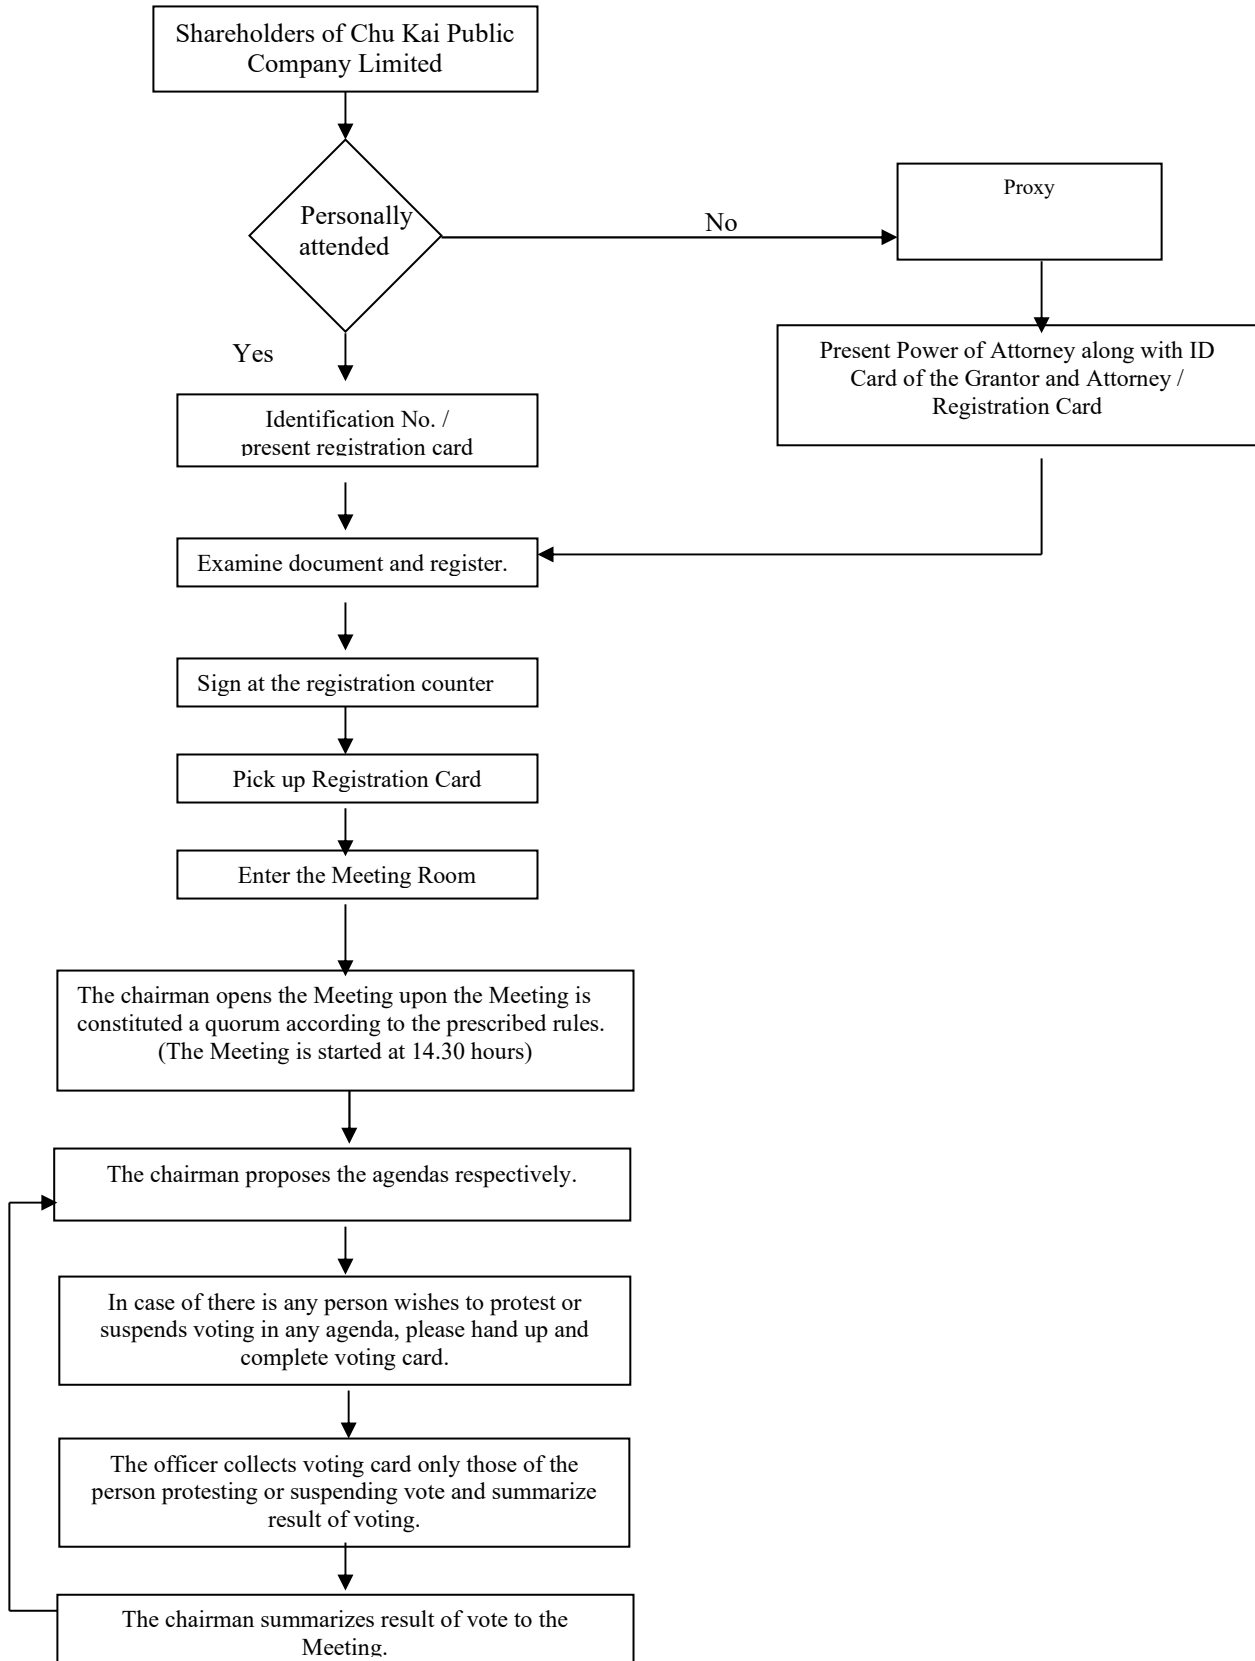 Shareholders of Chu Kai Public
Company Limited
Personally
attended
No
Proxy
Yes
Present Power of Attorney along with ID
Card of the Grantor and Attorney /
Registration Card
Identification No. /
present registration card
Examine document and register.
Sign at the registration counter
Pick up Registration Card
Enter the Meeting Room
The chairman opens the Meeting upon the Meeting is
constituted a quorum according to the prescribed rules.
(The Meeting is started at 14.30 hours)
The chairman proposes the agendas respectively.
In case of there is any person wishes to protest or
suspends voting in any agenda, please hand up and
complete voting card.
The officer collects voting card only those of the
person protesting or suspending vote and summarize
result of voting.
The chairman summarizes result of vote to the
Meeting.